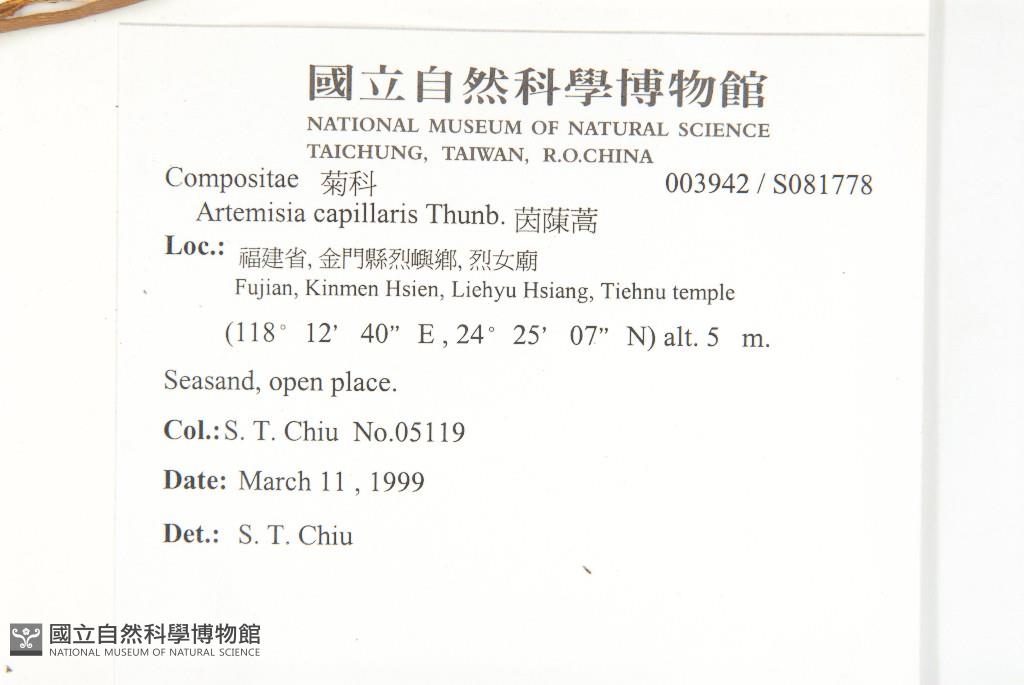 國立自然科學博物館
NATIONAL MUSEUM OF NATURAL SCIENCE
TAICHUNG, TAIWAN, R.O.CHINA
Compositae 菊科 003942 / S081778
Artemisia capillaris Thunb. 茵蔯蒿
Loc.: 福建省, 金門縣烈嶼鄉, 烈女廟
Fujian, Kinmen Hsien, Liehyu Hsiang, Tiehnu temple
(118° 12’ 40” E , 24° 25’ 07” N) alt. 5 m.
Seasand, open place.
Col.: S. T. Chiu No.05119
Date: March 11 , 1999
Det.: S. T. Chiu
國立自然科學博物館
NATIONAL MUSEUM OF NATURAL SCIENCE